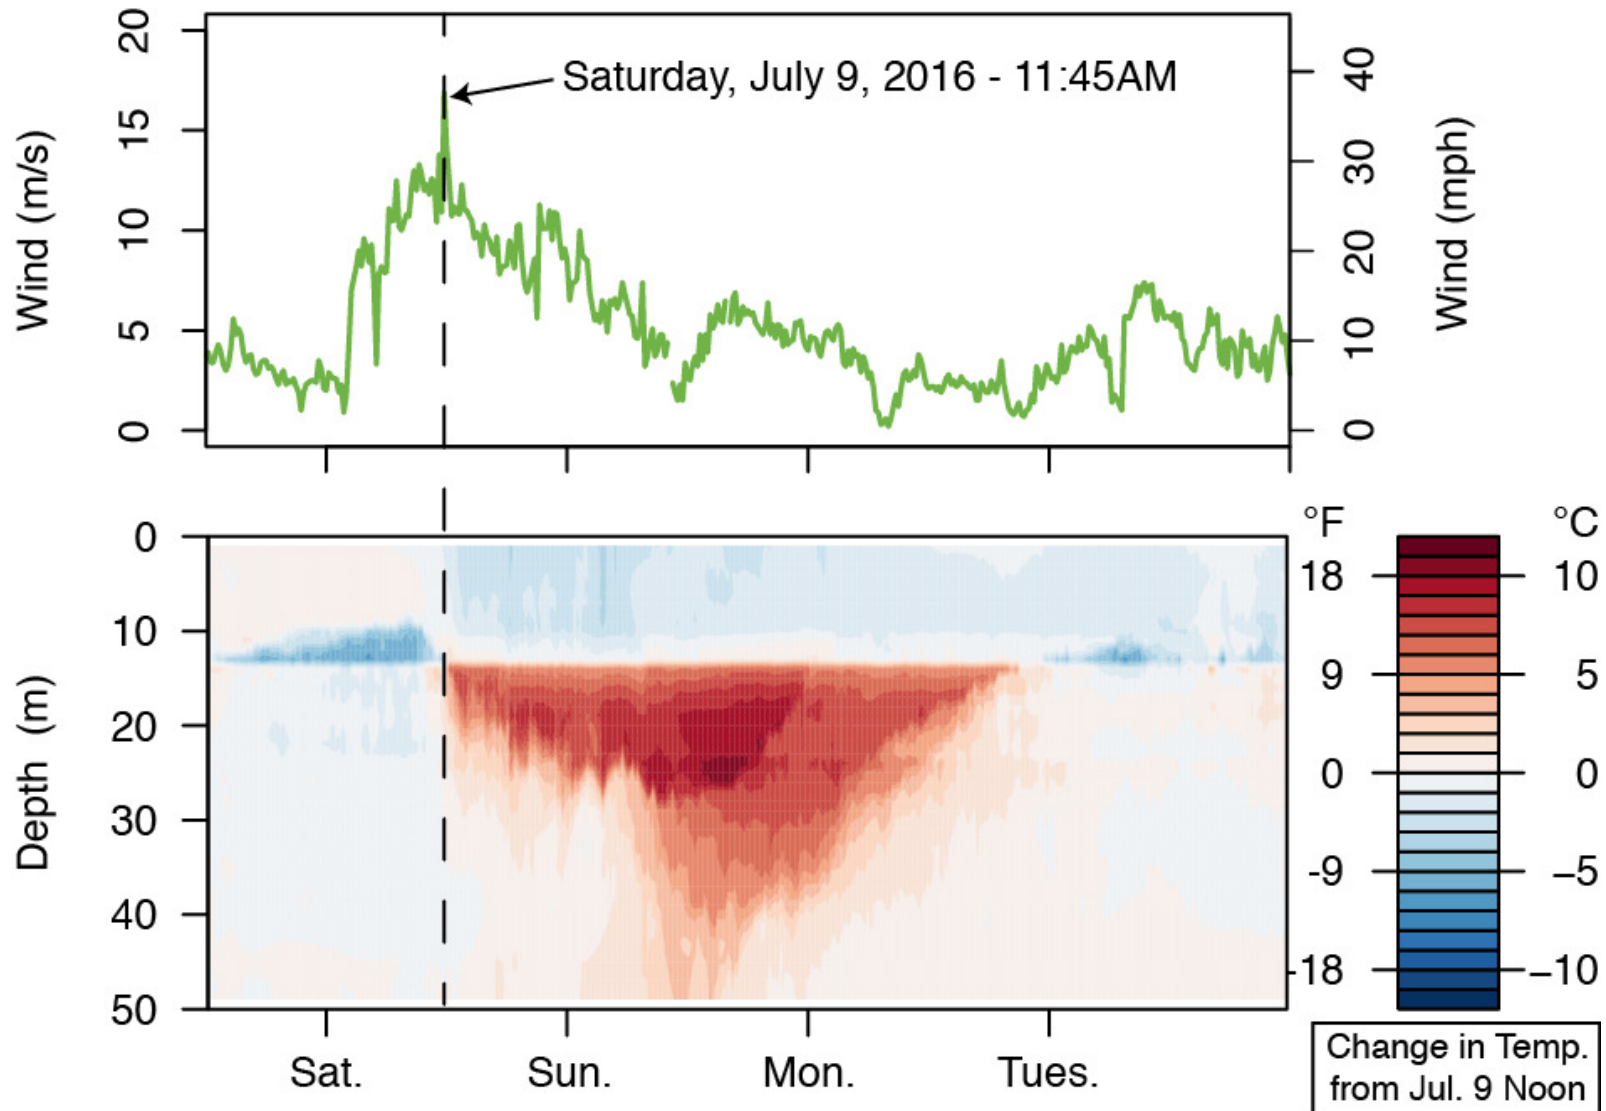 Wind (m/s)
20
15
10
5
0
Saturday, July 9, 2016 - 11:45AM
40
30
20
10
0
Wind (mph)
Depth (m)
0
10
20
30
40
50
Sat.
Sun.
Mon.
Tues.
°F
°C
18
10
9
5
0
0
-9
−5
-18
−10
Change in Temp.
from Jul. 9 Noon